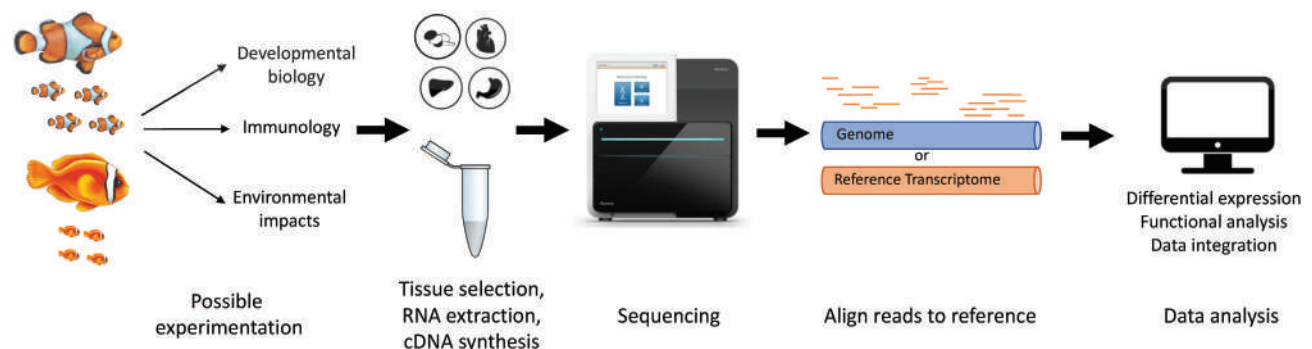 Developmental
biology
Immunology
Environmental
impacts
Possible
experimentation
Tissue selection,
RNA extraction,
cDNA synthesis
Sequencing
Genome
or
Reference Transcriptome
Align reads to reference
Differential expression
Functional analysis
Data integration
Data analysis